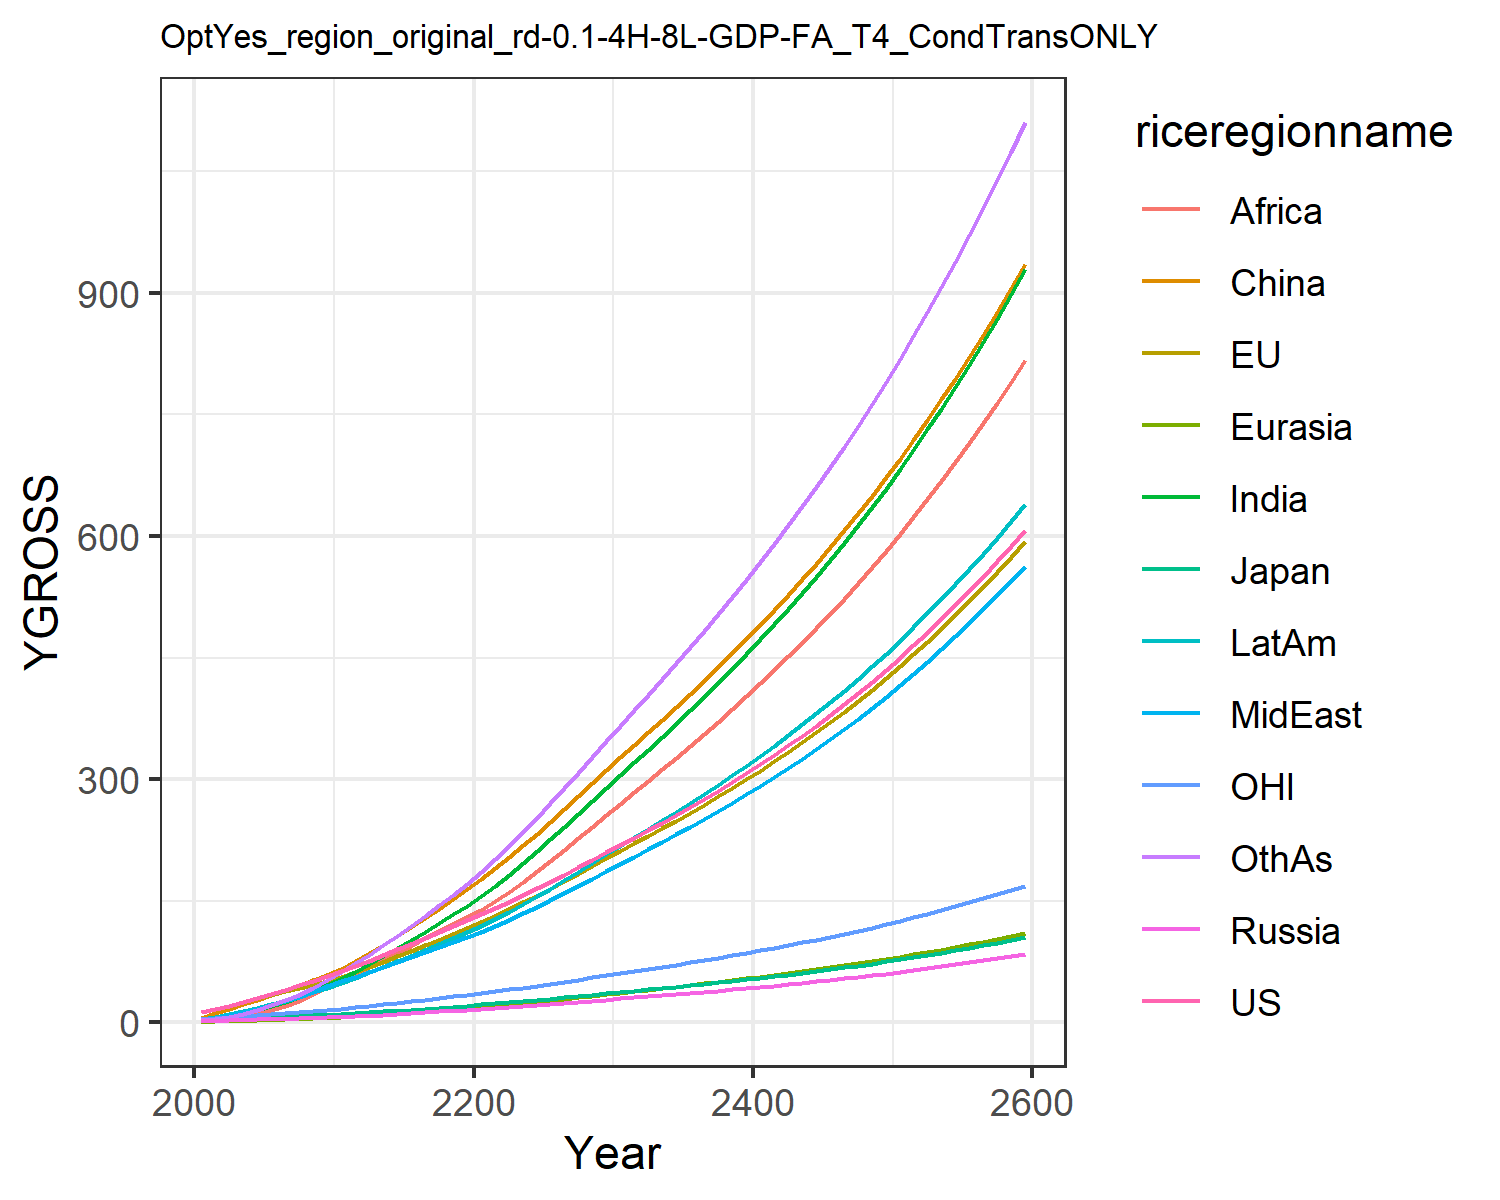 OptYes_region_original_rd-0.1-4H-8L-GDP-FA_T4_CondTransONLY
YGROSS
900
600
300
0
2000 2200 2400 2600
Year
riceregionname
Africa
China
EU
Eurasia
India
Japan
LatAm
MidEast
OHI
OthAs
Russia
US